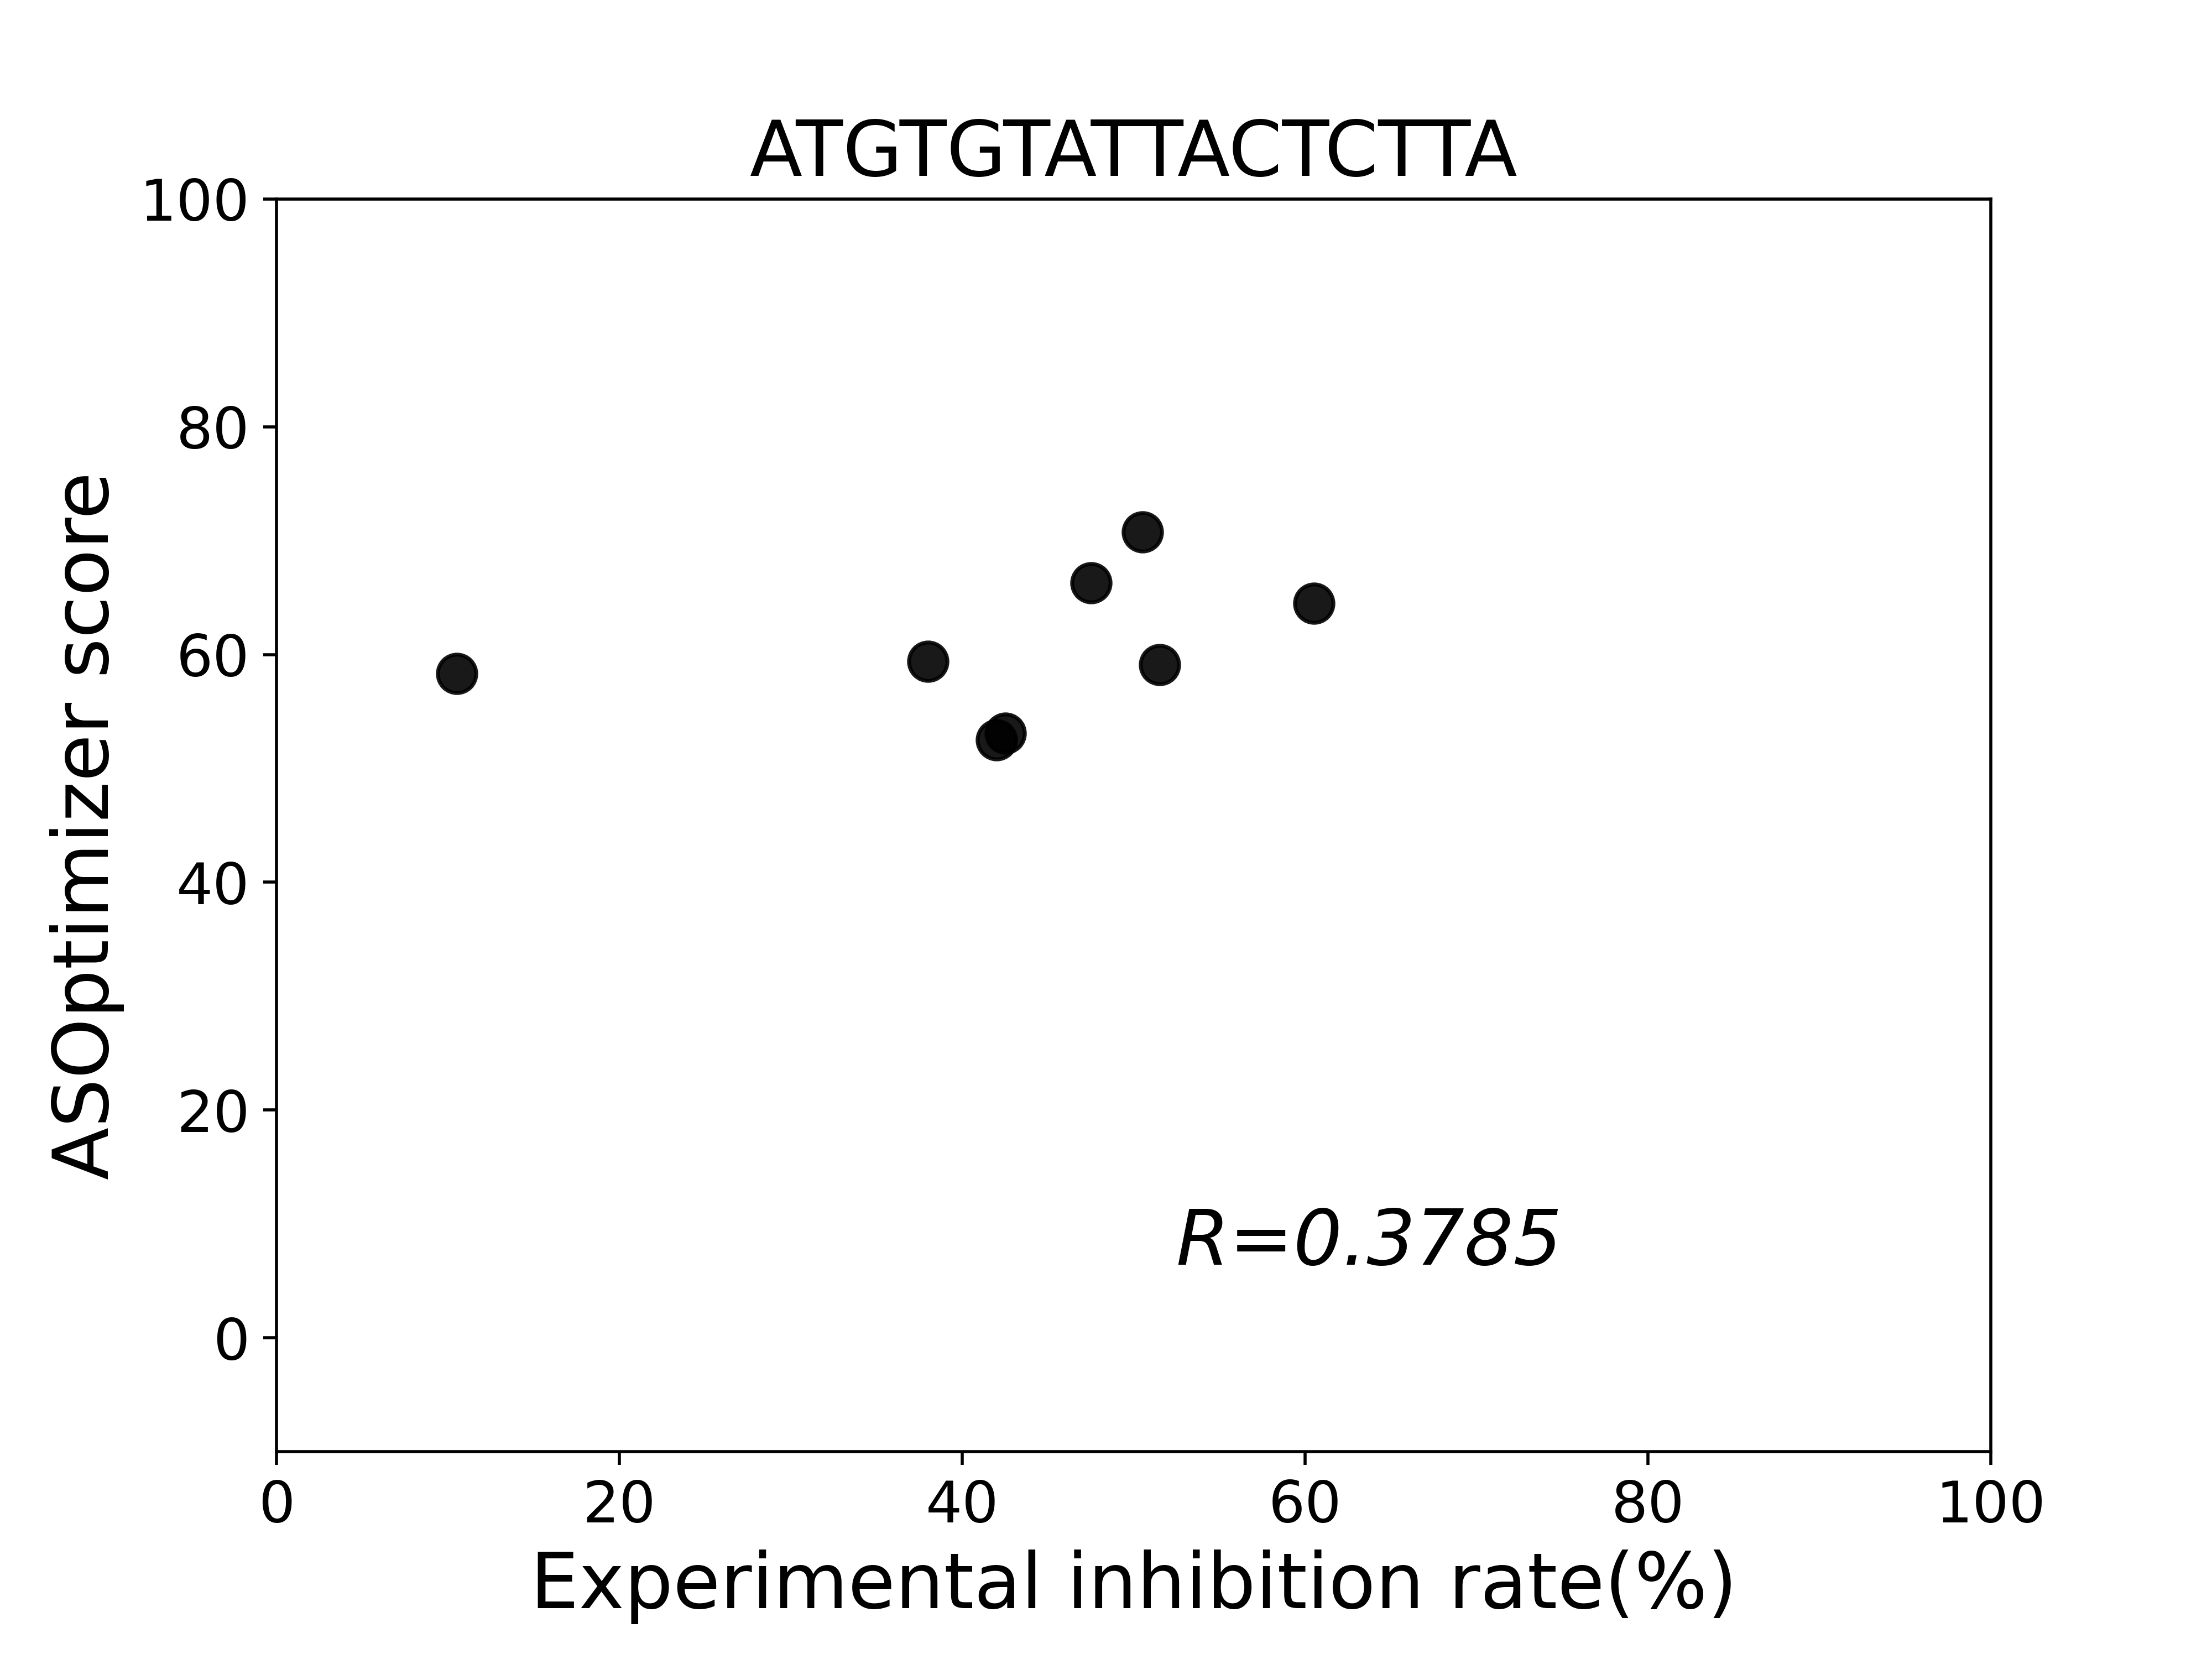 ATGTGTATTACTCTTA
100
80
60
40
20
0
ASOptimizer score
R=0.3785
0 20 40 60 80 100
Experimental inhibition rate(%)